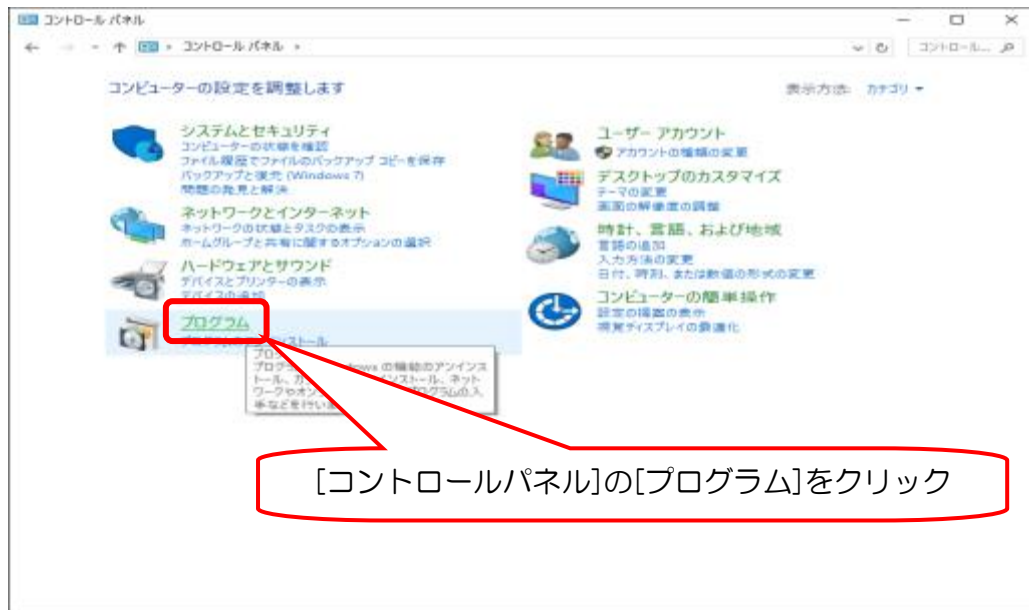 コントロール パネル
コントロール パネル
コントロール...
コンピューターの設定を調整します
表示方法: カテゴリ
システムとセキュリティ
コンピューターの状態を確認
ファイル履歴でファイルのバックアップ コピーを保存
バックアップと復元 (Windows 7)
問題の発見と解決
ネットワークとインターネット
ネットワークの状態とタスクの表示
ホームグループと共有に関するオプションの選択
ハードウェアとサウンド
デバイスとプリンターの表示
デバイスの追加
プログラム
ユーザー アカウント
アカウントの種類の変更
デスクトップのカスタマイズ
テーマの変更
画面の解像度の調整
時計、言語、および地域
言語の追加
入力方法の変更
日付、時刻、または数値の形式の変更
コンピューターの簡単操作
設定の提案の表示
視覚ディスプレイの最適化
[コントロールパネル]の[プログラム]をクリック